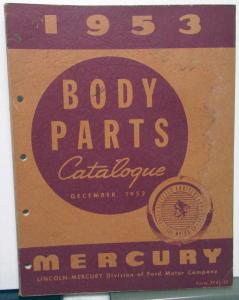 1953
BODY
PARTS
Catalogue
DECEMBER, 1952
MERCURY
LINCOLN-MERCURY Division of Ford Motor Company